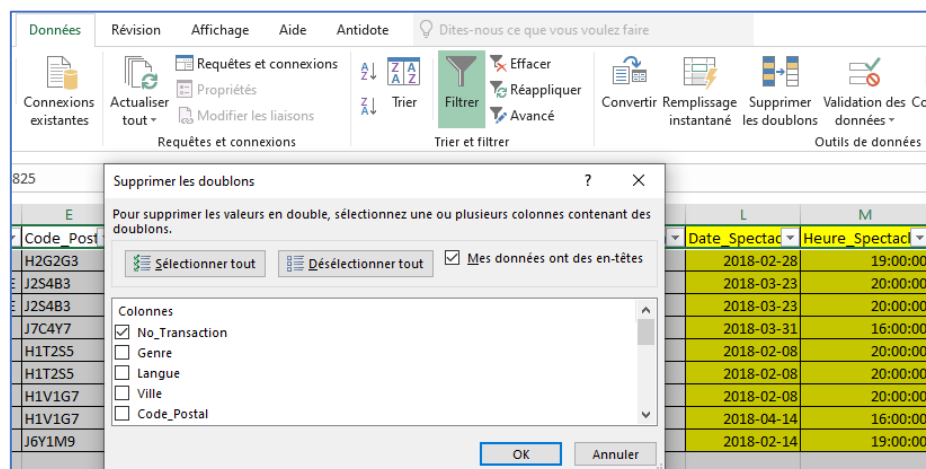 Données Révision Affichage Aide Antidote Dites-nous ce que vous voulez faire
Connexions existantes
Actualiser tout
Requêtes et connexions
Propriétés
Modifier les liaisons
Requêtes et connexions
Trier
Filtrer
Effacer
Réappliquer
Avancé
Trier et filtrer
Convertir
Remplissage instantané
Supprimer les doublons
Validation des données
Co
Outils de données
825
E L M
Code_Post Date_Spectac Heure_Spectacl
H2G2G3 2018-02-28 19:00:00
E J2S4B3 2018-03-23 20:00:00
E J2S4B3 2018-03-23 20:00:00
J7C4Y7 2018-03-31 16:00:00
H1T2S5 2018-02-08 20:00:00
H1T2S5 2018-02-08 20:00:00
H1V1G7 2018-02-08 20:00:00
H1V1G7 2018-04-14 16:00:00
J6Y1M9 2018-02-14 19:00:00
Supprimer les doublons ?
Pour supprimer les valeurs en double, sélectionnez une ou plusieurs colonnes contenant des
doublons.
Sélectionner tout Désélectionner tout Mes données ont des en-têtes
Colonnes
No_Transaction
Genre
Langue
Ville
Code_Postal
OK Annuler